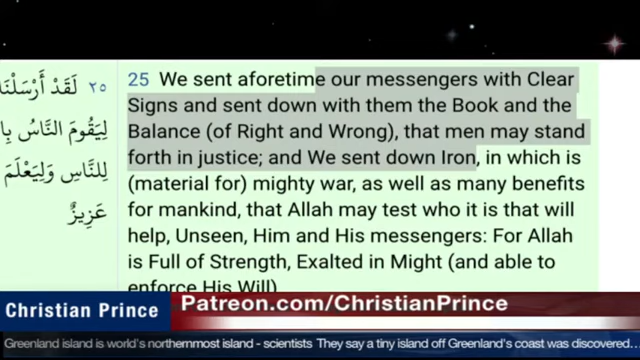 ٢٥ لَقَدْ أَرْسَلْنَا
لِيَقُومَ النَّاسُ
لِلنَّاسِ وَلِيَعْلَمَ
عَزِيزٌ
25 We sent aforetime our messengers with Clear
Signs and sent down with them the Book and the
Balance (of Right and Wrong), that men may stand
forth in justice; and We sent down Iron, in which is
(material for) mighty war, as well as many benefits
for mankind, that Allah may test who it is that will
help, Unseen, Him and His messengers: For Allah
is Full of Strength, Exalted in Might (and able to
enforce His Will).
Christian Prince
Patreon.com/ChristianPrince
Greenland island is world's northernmost island - scientists They say a tiny island off Greenland's coast was discovered...